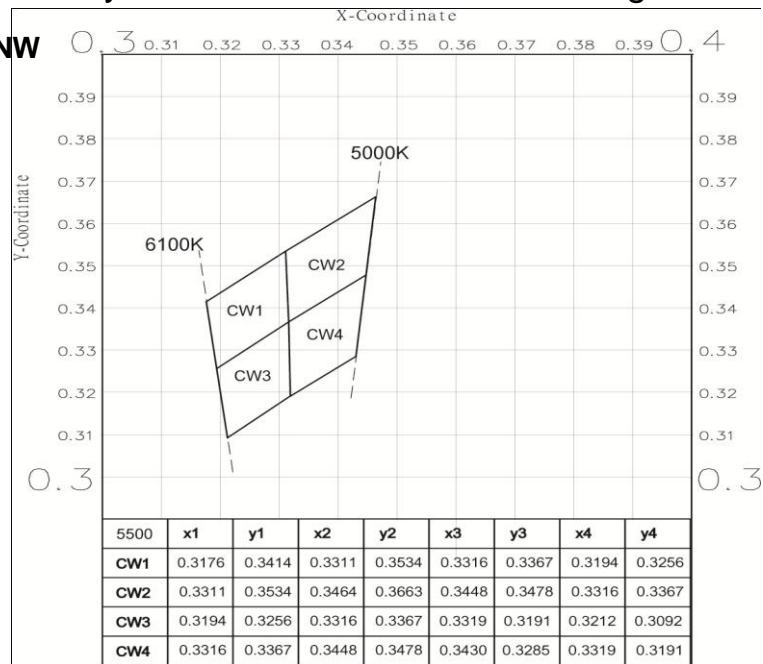 X-Coordinate
NW 0.3 0.31 0.32 0.33 0.34 0.35 0.36 0.37 0.38 0.39 0.4
Y-Coordinate
0.39 0.39
0.38 0.38
5000K
0.37 0.37
0.36 0.36
6100K
0.35 CW2 0.35
0.34 CW1 0.34
CW4
0.33 0.33
CW3
0.32 0.32
0.31 0.31
0.3 0.3
5500 x1 y1 x2 y2 x3 y3 x4 y4
CW1 0.3176 0.3414 0.3311 0.3534 0.3316 0.3367 0.3194 0.3256
CW2 0.3311 0.3534 0.3464 0.3663 0.3448 0.3478 0.3316 0.3367
CW3 0.3194 0.3256 0.3316 0.3367 0.3319 0.3191 0.3212 0.3092
CW4 0.3316 0.3367 0.3448 0.3478 0.3430 0.3285 0.3319 0.3191